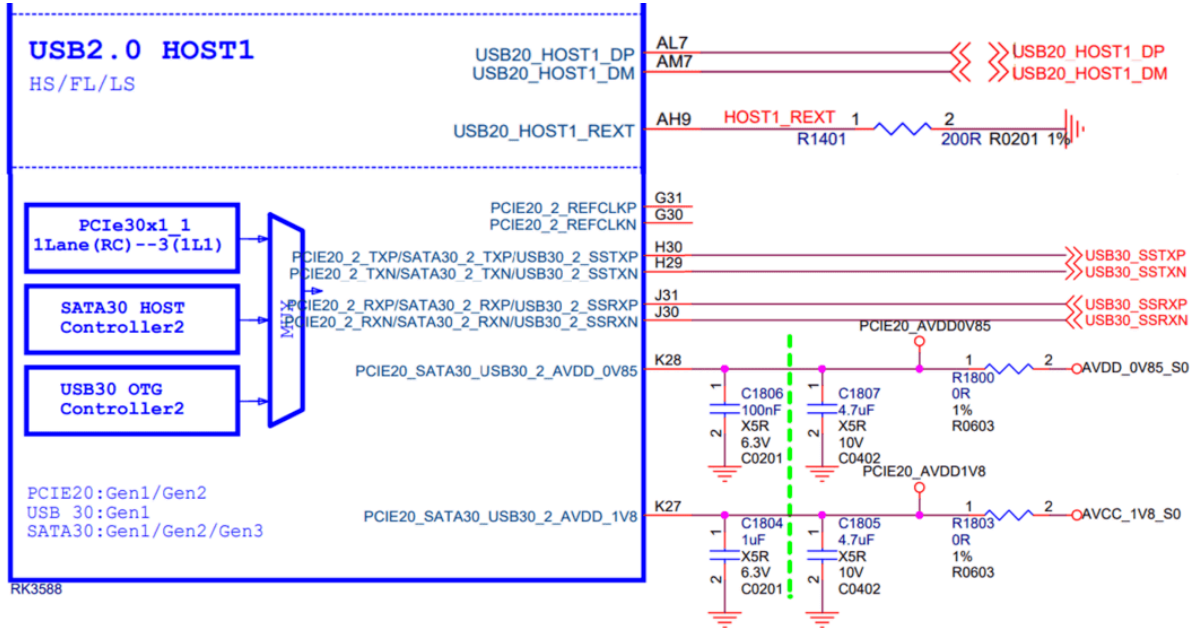 USB2.0 HOST1
HS/FL/LS
USB20_HOST1_DP
USB20_HOST1_DM
AL7
AM7
USB20_HOST1_DP
USB20_HOST1_DM
USB20_HOST1_REXT
AH9
HOST1_REXT
1
2
R1401
200R
R0201
1%
PCIe30x1_1
1Lane(RC)--3(1L1)
SATA30 HOST
Controller2
USB30 OTG
Controller2
MUX
PCIE20_2_REFCLKP
PCIE20_2_REFCLKN
G31
G30
PCIE20_2_TXP/SATA30_2_TXP/USB30_2_SSTXP
PCIE20_2_TXN/SATA30_2_TXN/USB30_2_SSTXN
H30
H29
USB30_SSTXP
USB30_SSTXN
PCIE20_2_RXP/SATA30_2_RXP/USB30_2_SSRXP
PCIE20_2_RXN/SATA30_2_RXN/USB30_2_SSRXN
J31
J30
USB30_SSRXP
USB30_SSRXN
PCIE20_AVDD0V85
PCIE20_SATA30_USB30_2_AVDD_0V85
K28
1
2
AVDD_0V85_S0
R1800
0R
1%
R0603
1
2
C1806
100nF
X5R
6.3V
C0201
1
2
C1807
4.7uF
X5R
10V
C0402
PCIE20_AVDD1V8
PCIE20_SATA30_USB30_2_AVDD_1V8
K27
1
2
AVCC_1V8_S0
R1803
0R
1%
R0603
1
2
C1804
1uF
X5R
6.3V
C0201
1
2
C1805
4.7uF
X5R
10V
C0402
PCIE20:Gen1/Gen2
USB 30:Gen1
SATA30:Gen1/Gen2/Gen3
RK3588